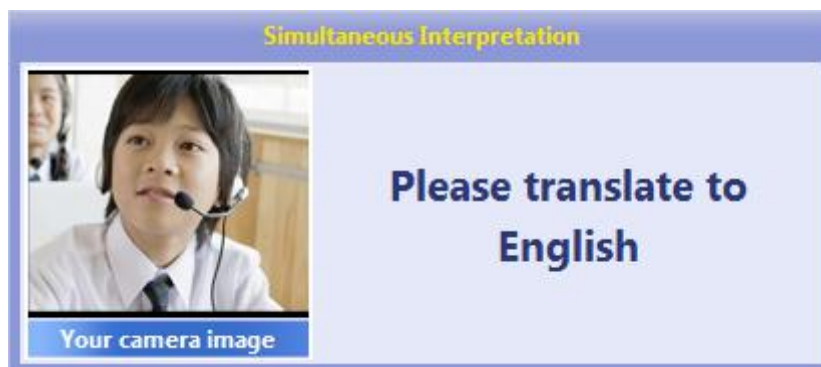 Simultaneous Interpretation
Please translate to
English
Your camera image